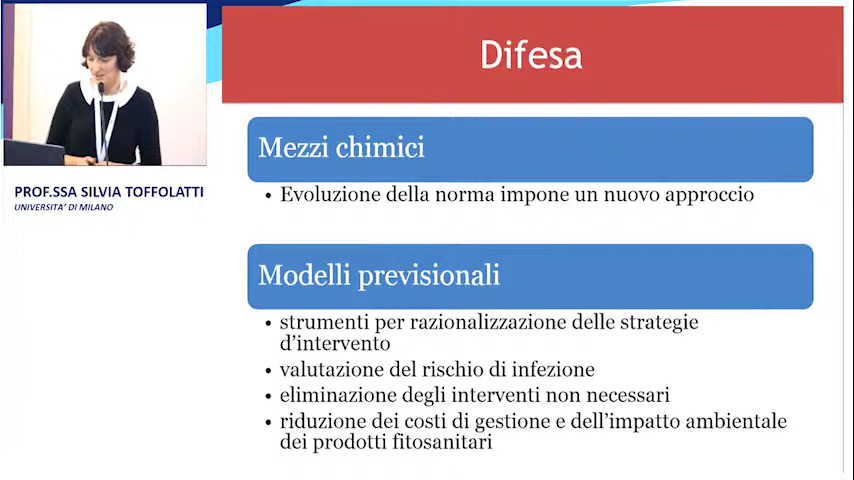 Difesa
Mezzi chimici
• Evoluzione della norma impone un nuovo approccio
PROF.SSA SILVIA TOFFOLATTI
UNIVERSITA’ DI MILANO
Modelli previsionali
• strumenti per razionalizzazione delle strategie
d’intervento
• valutazione del rischio di infezione
• eliminazione degli interventi non necessari
• riduzione dei costi di gestione e dell’impatto ambientale
dei prodotti fitosanitari